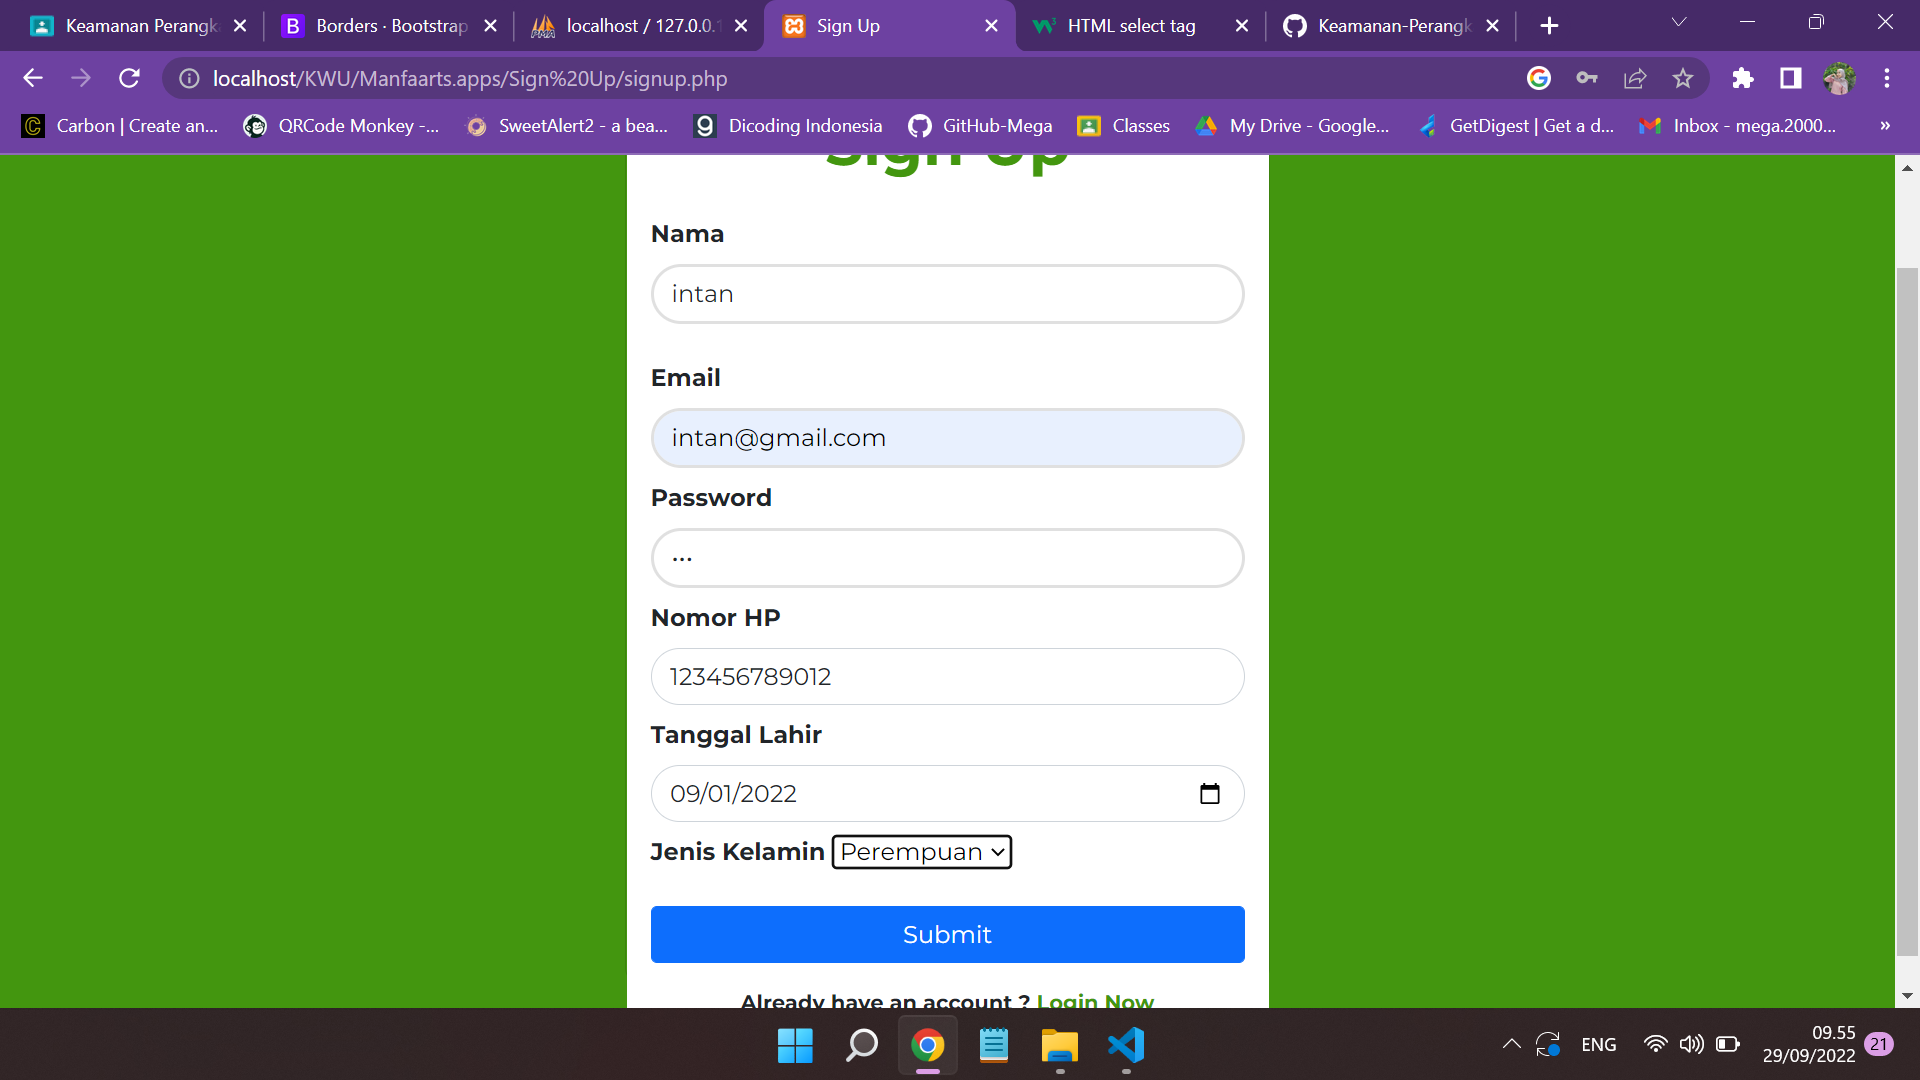 Keamanan Perangk
Borders · Bootstrap
localhost / 127.0.0.1
Sign Up
HTML select tag
Keamanan-Perangk
localhost/KWU/Manfaarts.apps/Sign%20Up/signup.php
Carbon | Create an...
QRCode Monkey -...
SweetAlert2 - a bea...
Dicoding Indonesia
GitHub-Mega
Classes
My Drive - Google...
GetDigest | Get a d...
Inbox - mega.2000...
»
Sign Up
Nama
intan
Email
intan@gmail.com
Password
...
Nomor HP
123456789012
Tanggal Lahir
09/01/2022
Jenis Kelamin Perempuan
Submit
Already have an account ? Login Now
ENG
09.55
29/09/2022
21